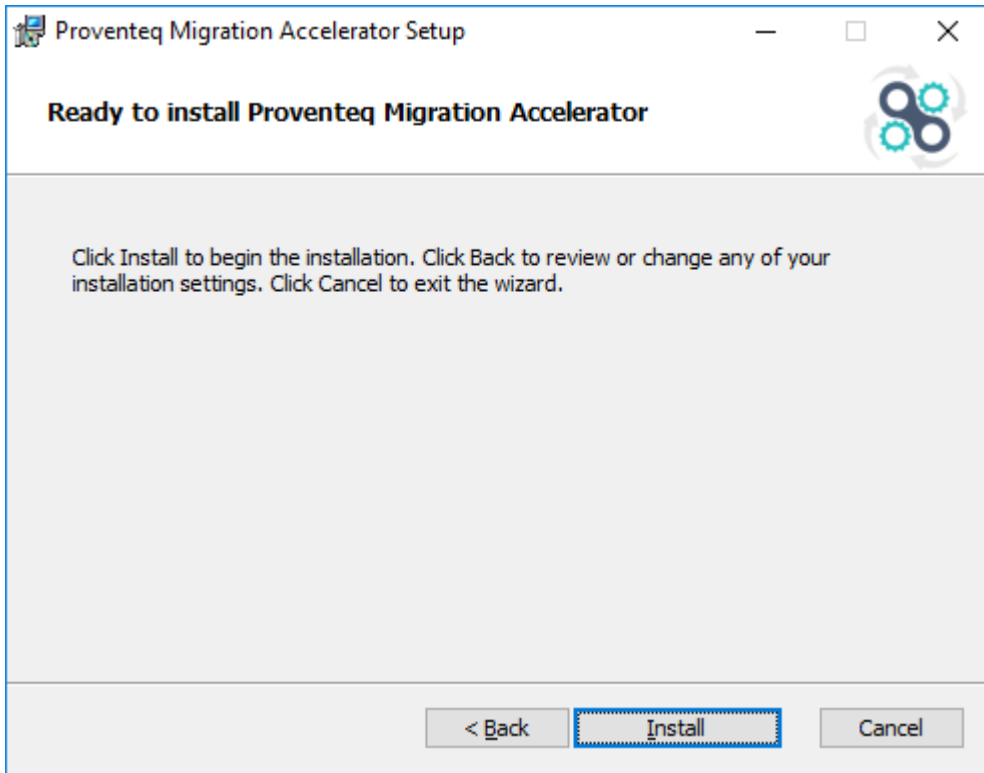 Proventeq Migration Accelerator Setup
Ready to install Proventeq Migration Accelerator
Click Install to begin the installation. Click Back to review or change any of your
installation settings. Click Cancel to exit the wizard.
< Back
Install
Cancel